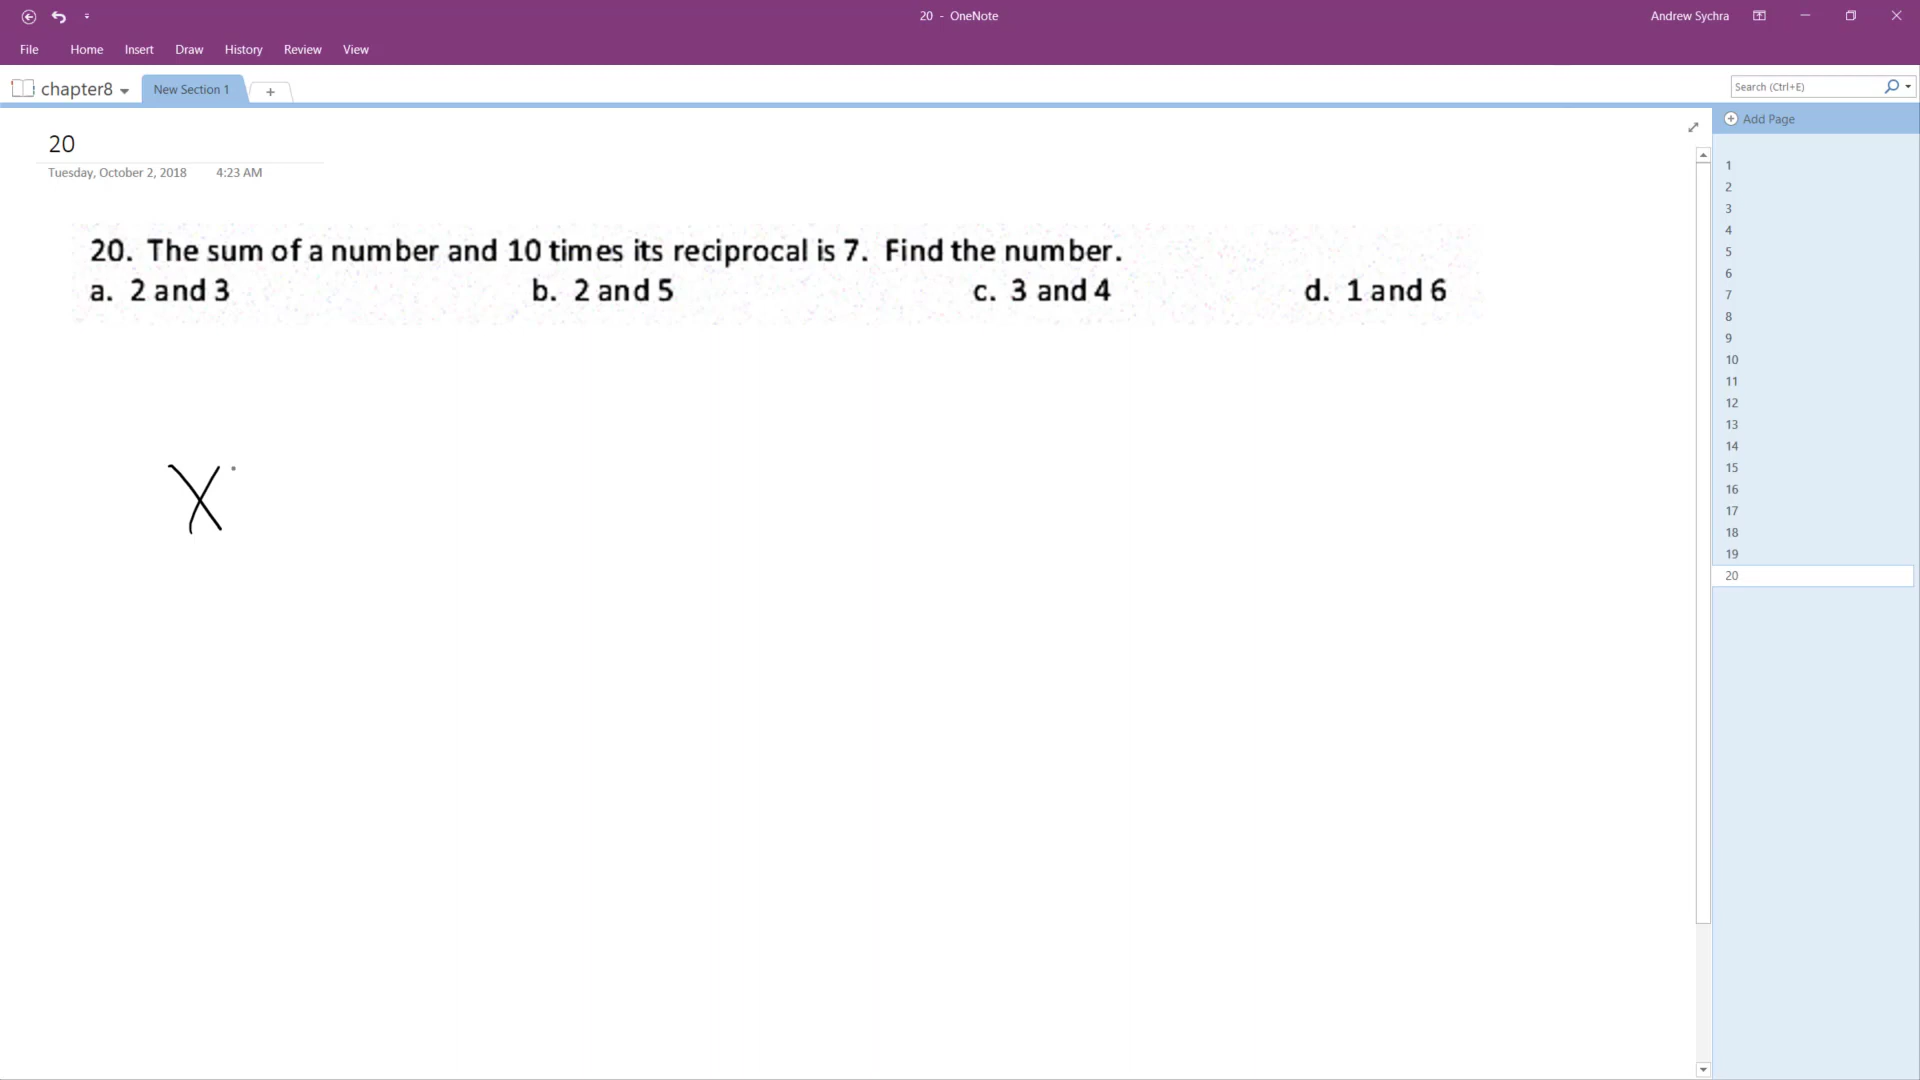 20 - OneNote
Andrew Sychra
File Home Insert Draw History Review View
chapter8 New Section 1 +
Search (Ctrl+E)
Add Page
20
Tuesday, October 2, 2018 4:23 AM
20. The sum of a number and 10 times its reciprocal is 7. Find the number.
a. 2 and 3 b. 2 and 5 c. 3 and 4 d. 1 and 6
X
1
2
3
4
5
6
7
8
9
10
11
12
13
14
15
16
17
18
19
20